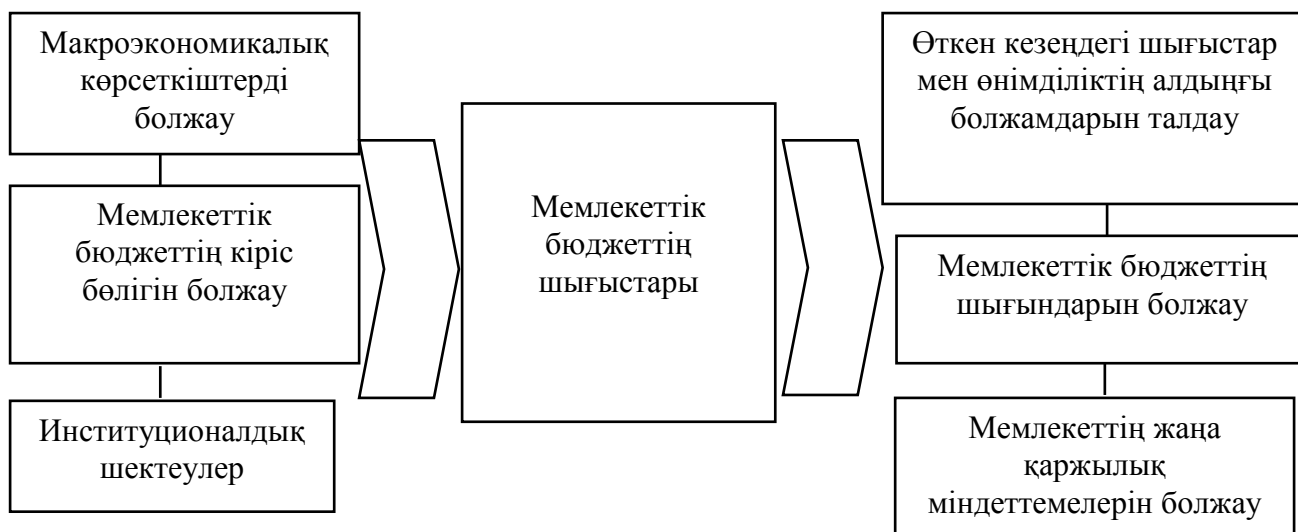 Макроэкономикалық
көрсеткіштерді
болжау
Мемлекеттік
бюджеттің кіріс
бөлігін болжау
Институционалдық
шектеулер
Мемлекеттік
бюджеттің
шығыстары
Өткен кезеңдегі шығыстар
мен өнімділіктің алдыңғы
болжамдарын талдау
Мемлекеттік бюджеттің
шығындарын болжау
Мемлекеттің жаңа
қаржылық
міндеттемелерін болжау